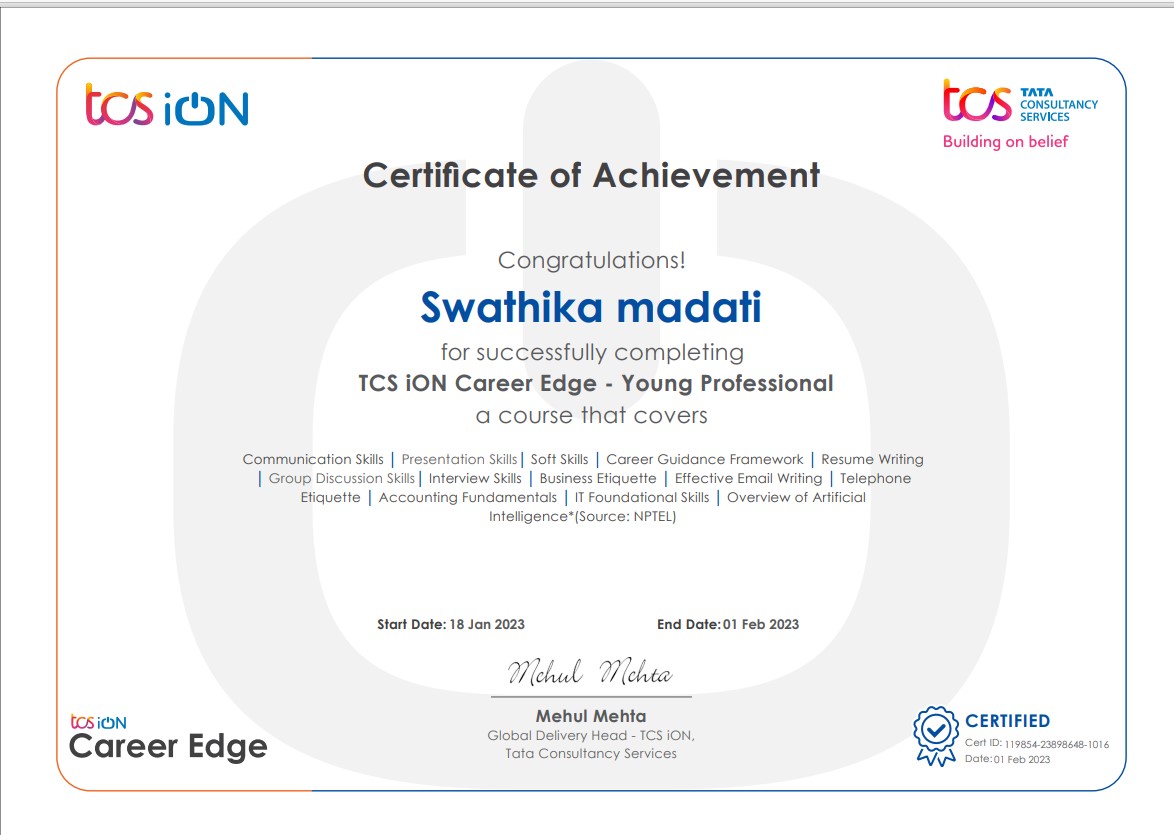 tcs iON
tcs TATA
CONSULTANCY
SERVICES
Building on belief
Certificate of Achievement
Congratulations!
Swathika madati
for successfully completing
TCS iON Career Edge - Young Professional
a course that covers
Communication Skills | Presentation Skills | Soft Skills | Career Guidance Framework | Resume Writing
| Group Discussion Skills | Interview Skills | Business Etiquette | Effective Email Writing | Telephone
Etiquette | Accounting Fundamentals | IT Foundational Skills | Overview of Artificial
Intelligence*(Source: NPTEL)
Start Date: 18 Jan 2023 End Date: 01 Feb 2023
Mehul Mehta
Mehul Mehta
Global Delivery Head - TCS iON,
Tata Consultancy Services
tcs iON
Career Edge
CERTIFIED
Cert ID: 119854-23898648-1016
Date: 01 Feb 2023